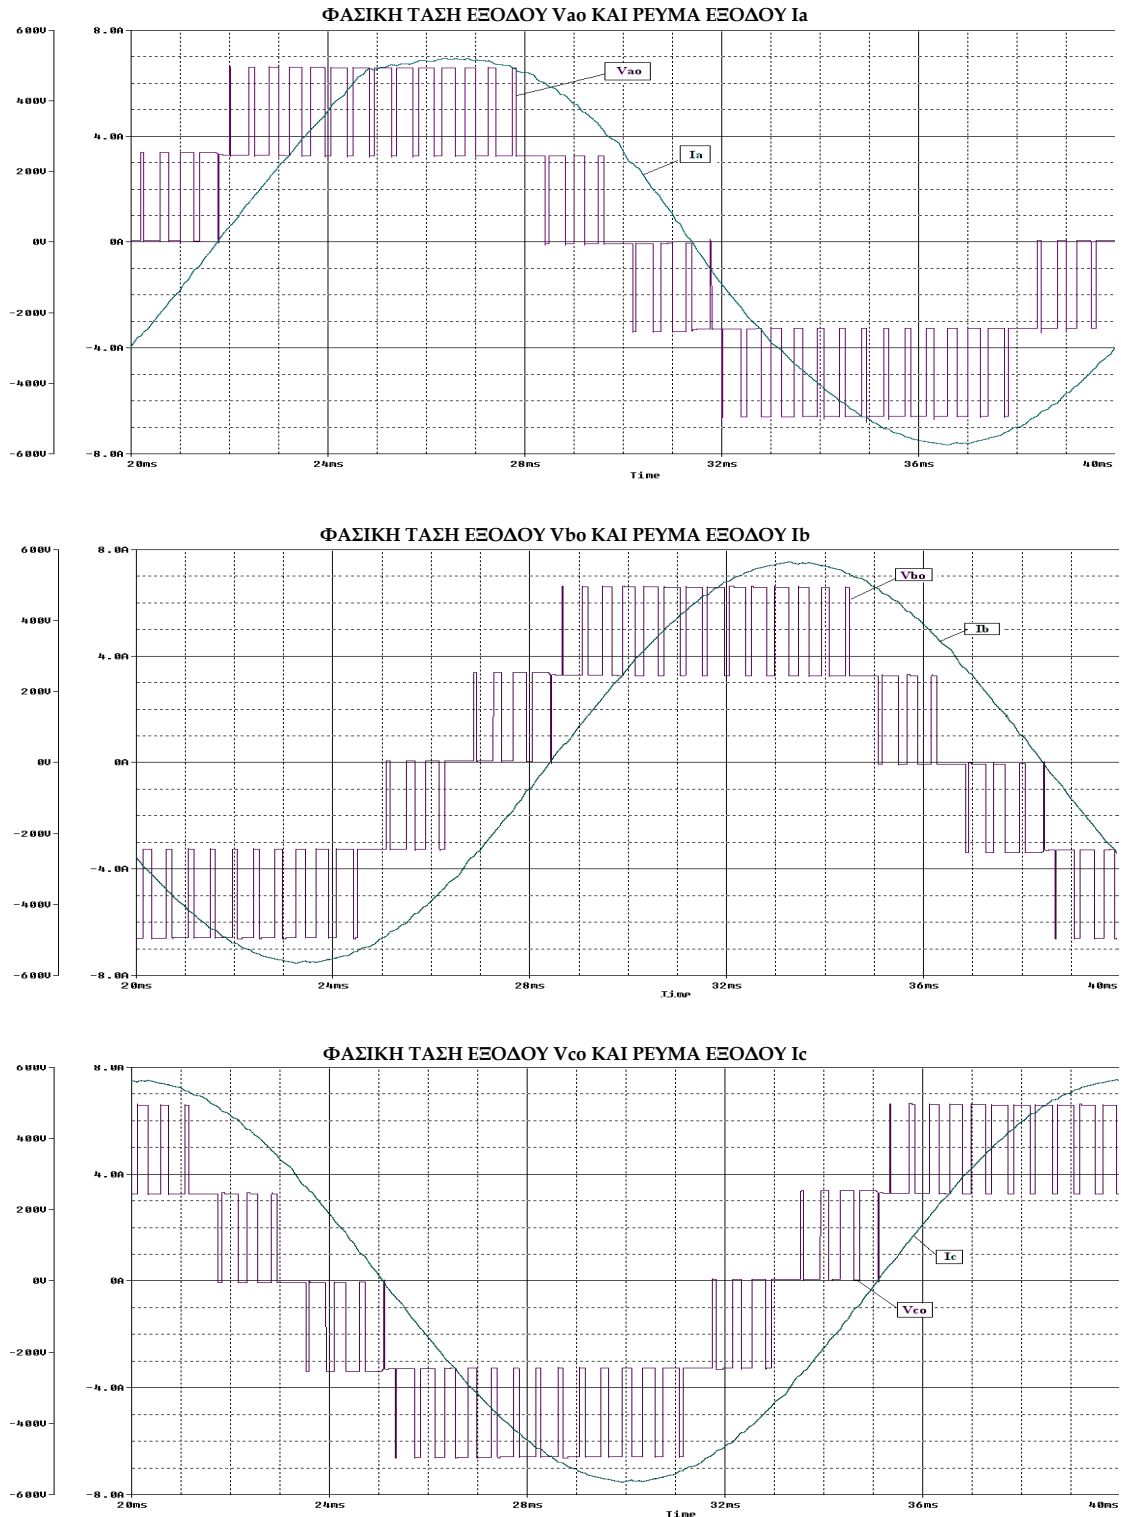 ΦΑΣΙΚΗ ΤΑΣΗ ΕΞΟΔΟΥ Vao ΚΑΙ ΡΕΥΜΑ ΕΞΟΔΟΥ Ia
600V 8.0A
Vao
400V
4.0A
Ia
200V
0V 0A
-200V
-4.0A
-400V
-600V -8.0A
20ms 24ms 28ms 32ms 36ms 40ms
Time
ΦΑΣΙΚΗ ΤΑΣΗ ΕΞΟΔΟΥ Vbo ΚΑΙ ΡΕΥΜΑ ΕΞΟΔΟΥ Ib
600V 8.0A
Vbo
400V
Ib
4.0A
200V
0V 0A
-200V
-4.0A
-400V
-600V -8.0A
20ms 24ms 28ms 32ms 36ms 40ms
Time
ΦΑΣΙΚΗ ΤΑΣΗ ΕΞΟΔΟΥ Vco ΚΑΙ ΡΕΥΜΑ ΕΞΟΔΟΥ Ic
600V 8.0A
400V
4.0A
200V
Ic
0V 0A
Vco
-200V
-4.0A
-400V
-600V -8.0A
20ms 24ms 28ms 32ms 36ms 40ms
Time